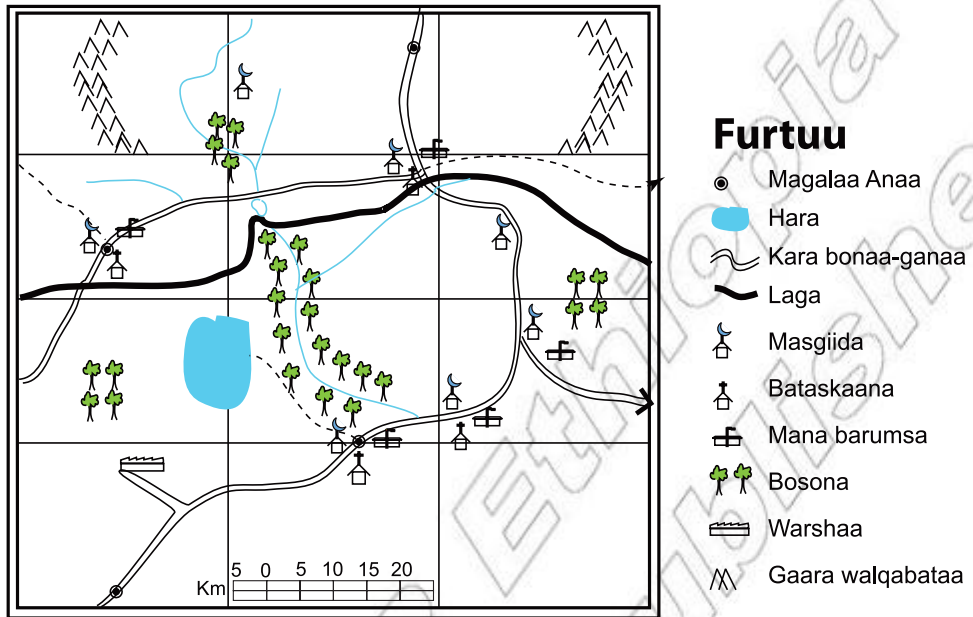 Furtuu
Magalaa Anaa
Hara
Kara bonaa-ganaa
Laga
Masgiida
Bataskaana
Mana barumsa
Bosona
Warshaa
Gaara walqabataa
5 0 5 10 15 20
Km